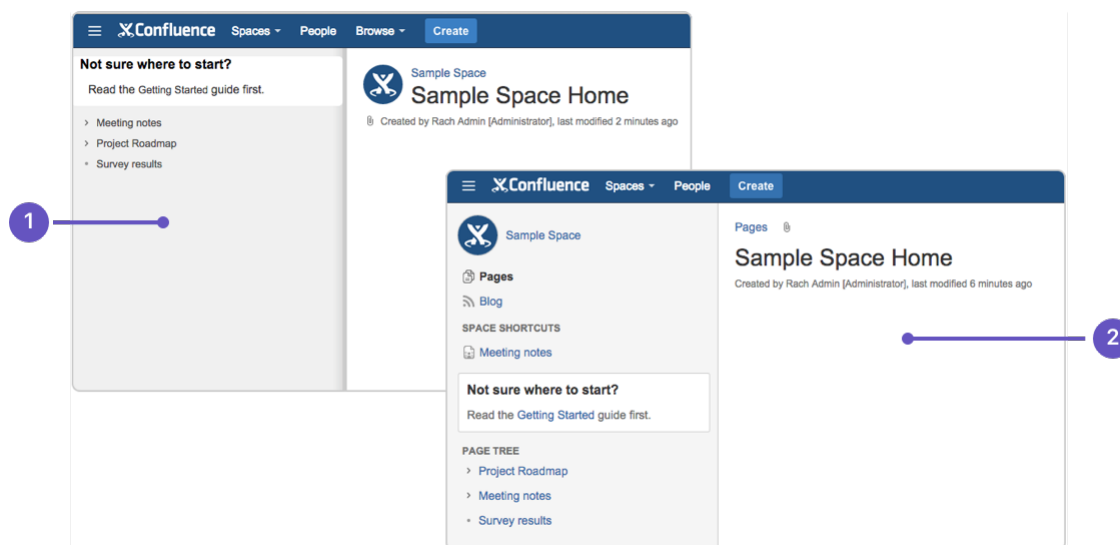 Confluence Spaces People Browse Create
Not sure where to start?
Read the Getting Started guide first.
Meeting notes
Project Roadmap
Survey results
Sample Space
Sample Space Home
Created by Rach Admin [Administrator], last modified 2 minutes ago
1
Confluence Spaces People Create
Sample Space
Pages
Blog
SPACE SHORTCUTS
Meeting notes
Not sure where to start?
Read the Getting Started guide first.
PAGE TREE
Project Roadmap
Meeting notes
Survey results
Pages
Sample Space Home
Created by Rach Admin [Administrator], last modified 6 minutes ago
2